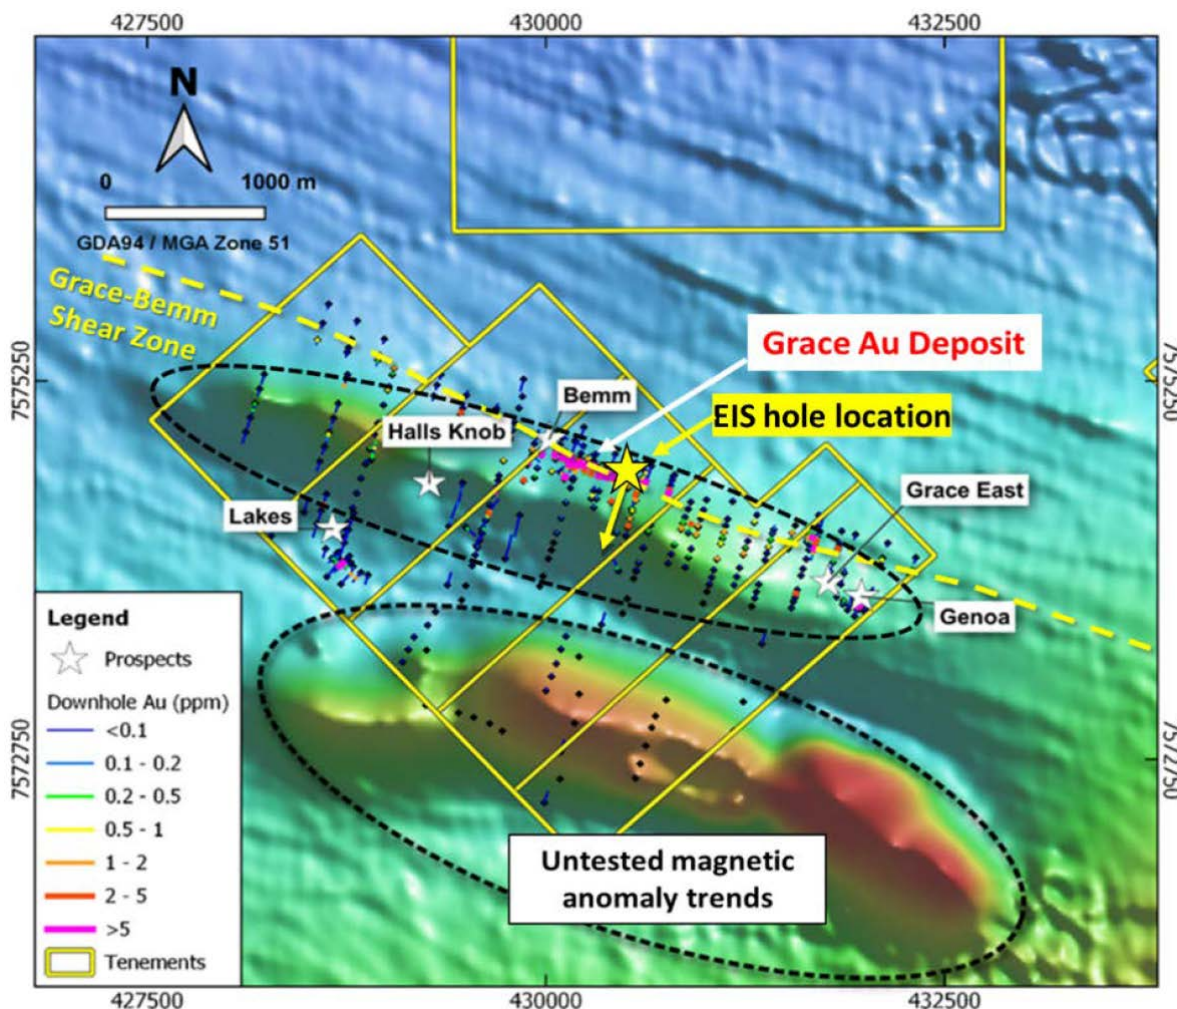 427500
430000
432500
N
0
1000 m
GDA94 / MGA Zone 51
Grace-Bemm
Shear Zone
Grace Au Deposit
7575250
7575250
Bemm
EIS hole location
Halls Knob
Grace East
Lakes
Genoa
Legend
Prospects
Downhole Au (ppm)
<0.1
0.1 - 0.2
0.2 - 0.5
0.5 - 1
1 - 2
2 - 5
>5
Tenements
7572750
7572750
Untested magnetic
anomaly trends
427500
430000
432500